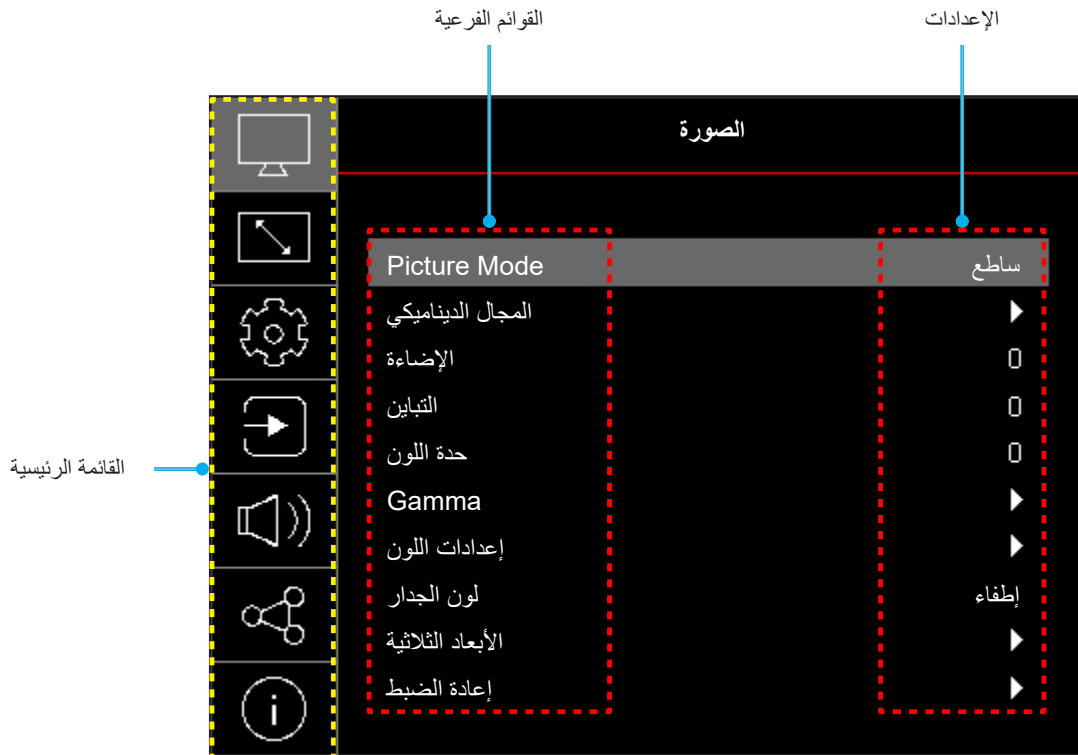 القوائم الفرعية
الإعدادات
الصورة
Picture Mode ساطع
المجال الديناميكي
الإضاءة 0
التباين 0
حدة اللون 0
Gamma
إعدادات اللون
لون الجدار إطفاء
الأبعاد الثلاثية
إعادة الضبط
القائمة الرئيسية
i